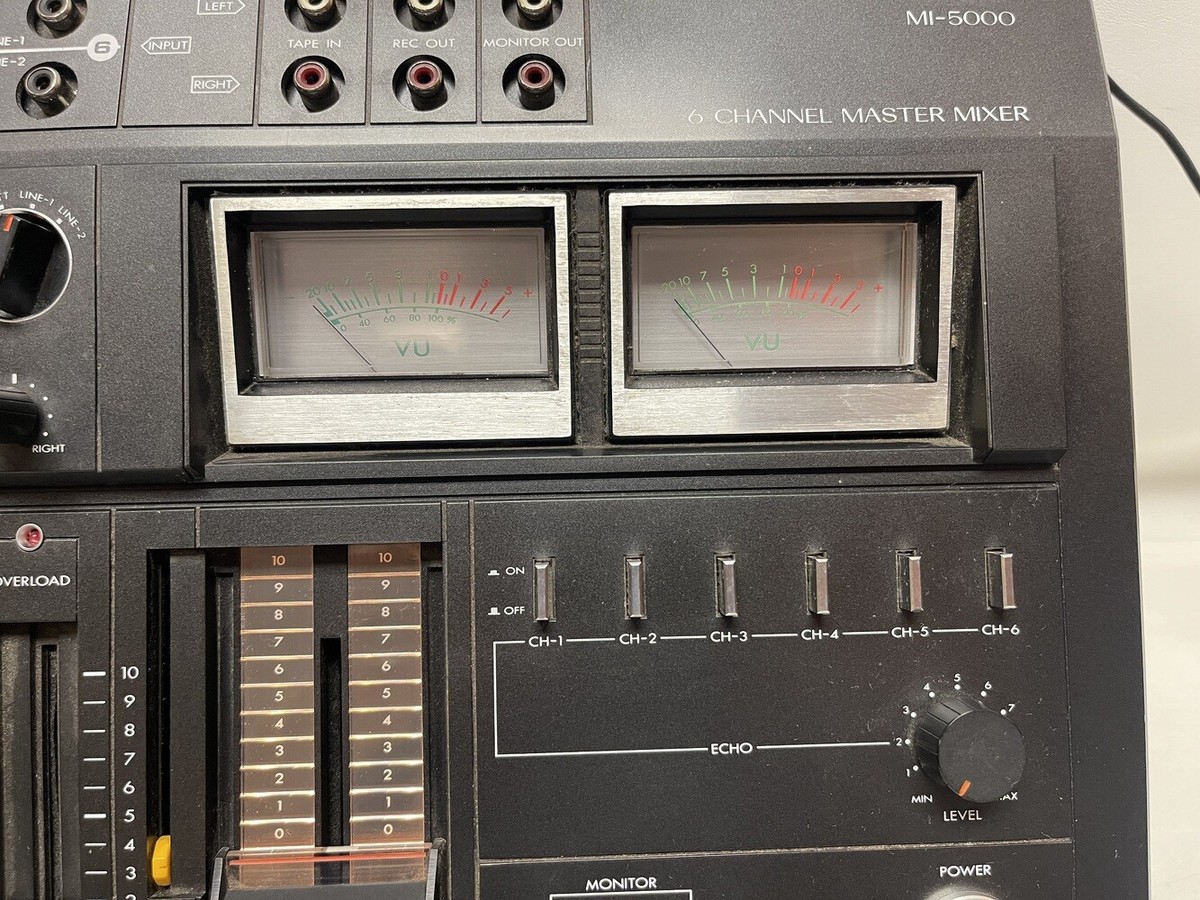 LEFT
MI-5000
6
INPUT
TAPE IN
REC OUT
MONITOR OUT
RIGHT
6 CHANNEL MASTER MIXER
LINE-1
LINE-2
20 10 7 5 3 1 0 1 3 5 +
0 40 60 80 100 %
VU
20 10 7 5 3 1 0 1 3 +
VU
RIGHT
OVERLOAD
ON
OFF
CH-1 CH-2 CH-3 CH-4 CH-5 CH-6
10 10
9 9
8 8
7 7
6 6
5 5
4 4
3 3
2 2
1 1
0 0
10
9
8
7
6
5
4
3
ECHO
1 2 3 4 5 6 7
MIN
LEVEL
MONITOR
POWER